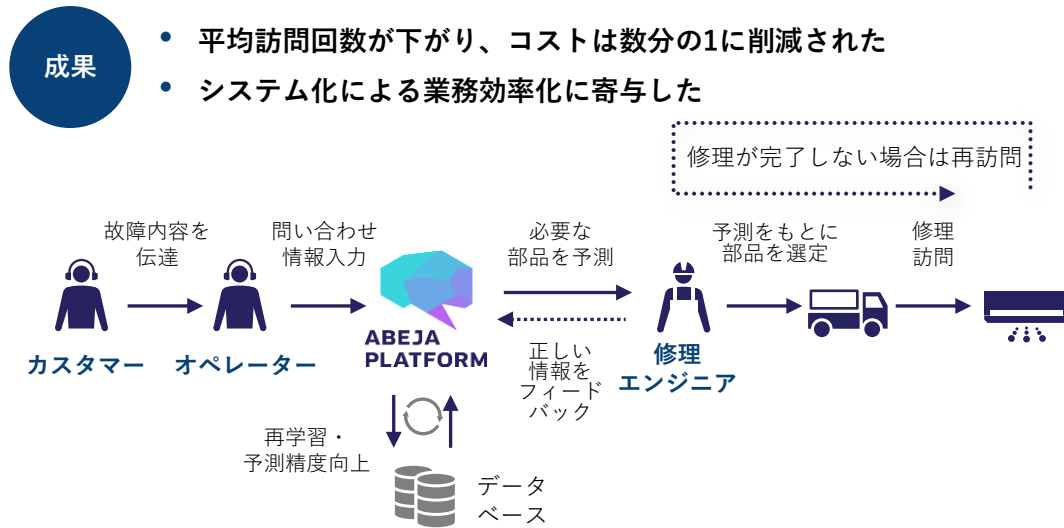 成果
• 平均訪問回数が下がり、コストは数分の1に削減された
• システム化による業務効率化に寄与した
修理が完了しない場合は再訪問
故障内容を
伝達
問い合わせ
情報入力
必要な
部品を予測
予測をもとに
部品を選定
修理
訪問
カスタマー
オペレーター
ABEJA
PLATFORM
正しい
情報を
フィード
バック
修理
エンジニア
再学習・
予測精度向上
データ
ベース